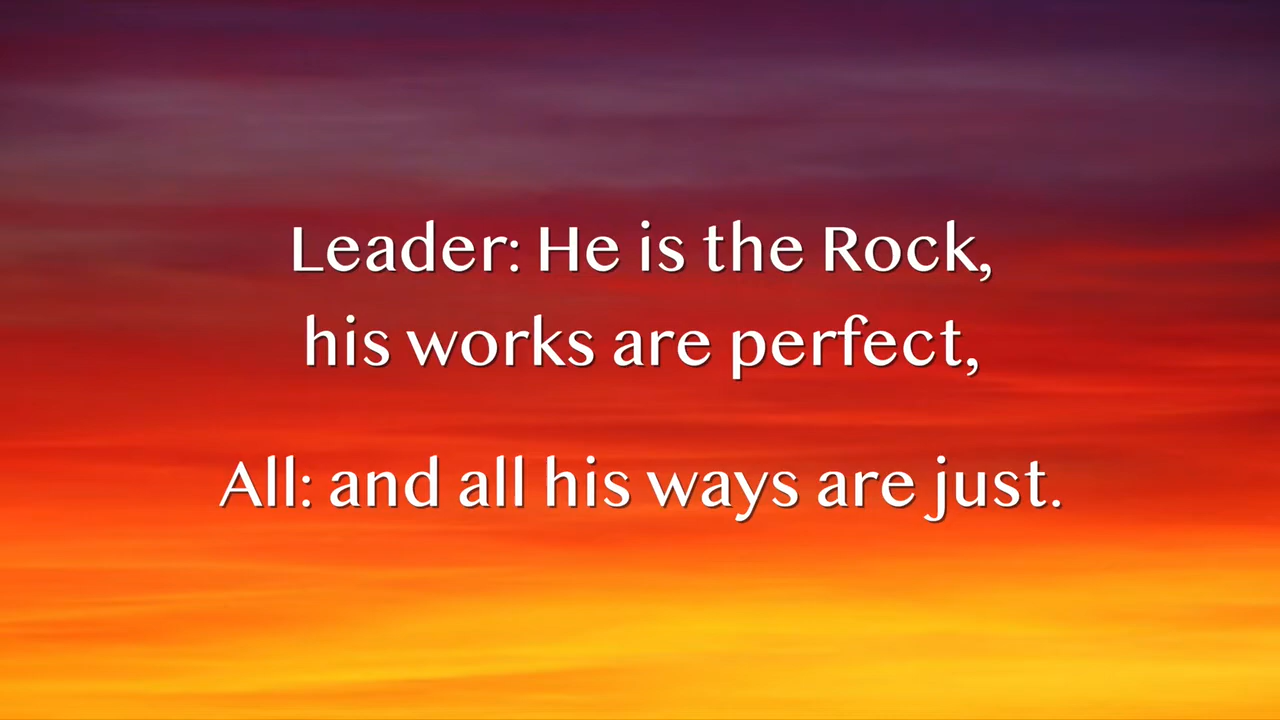 Leader: He is the Rock,
his works are perfect,
All: and all his ways are just.